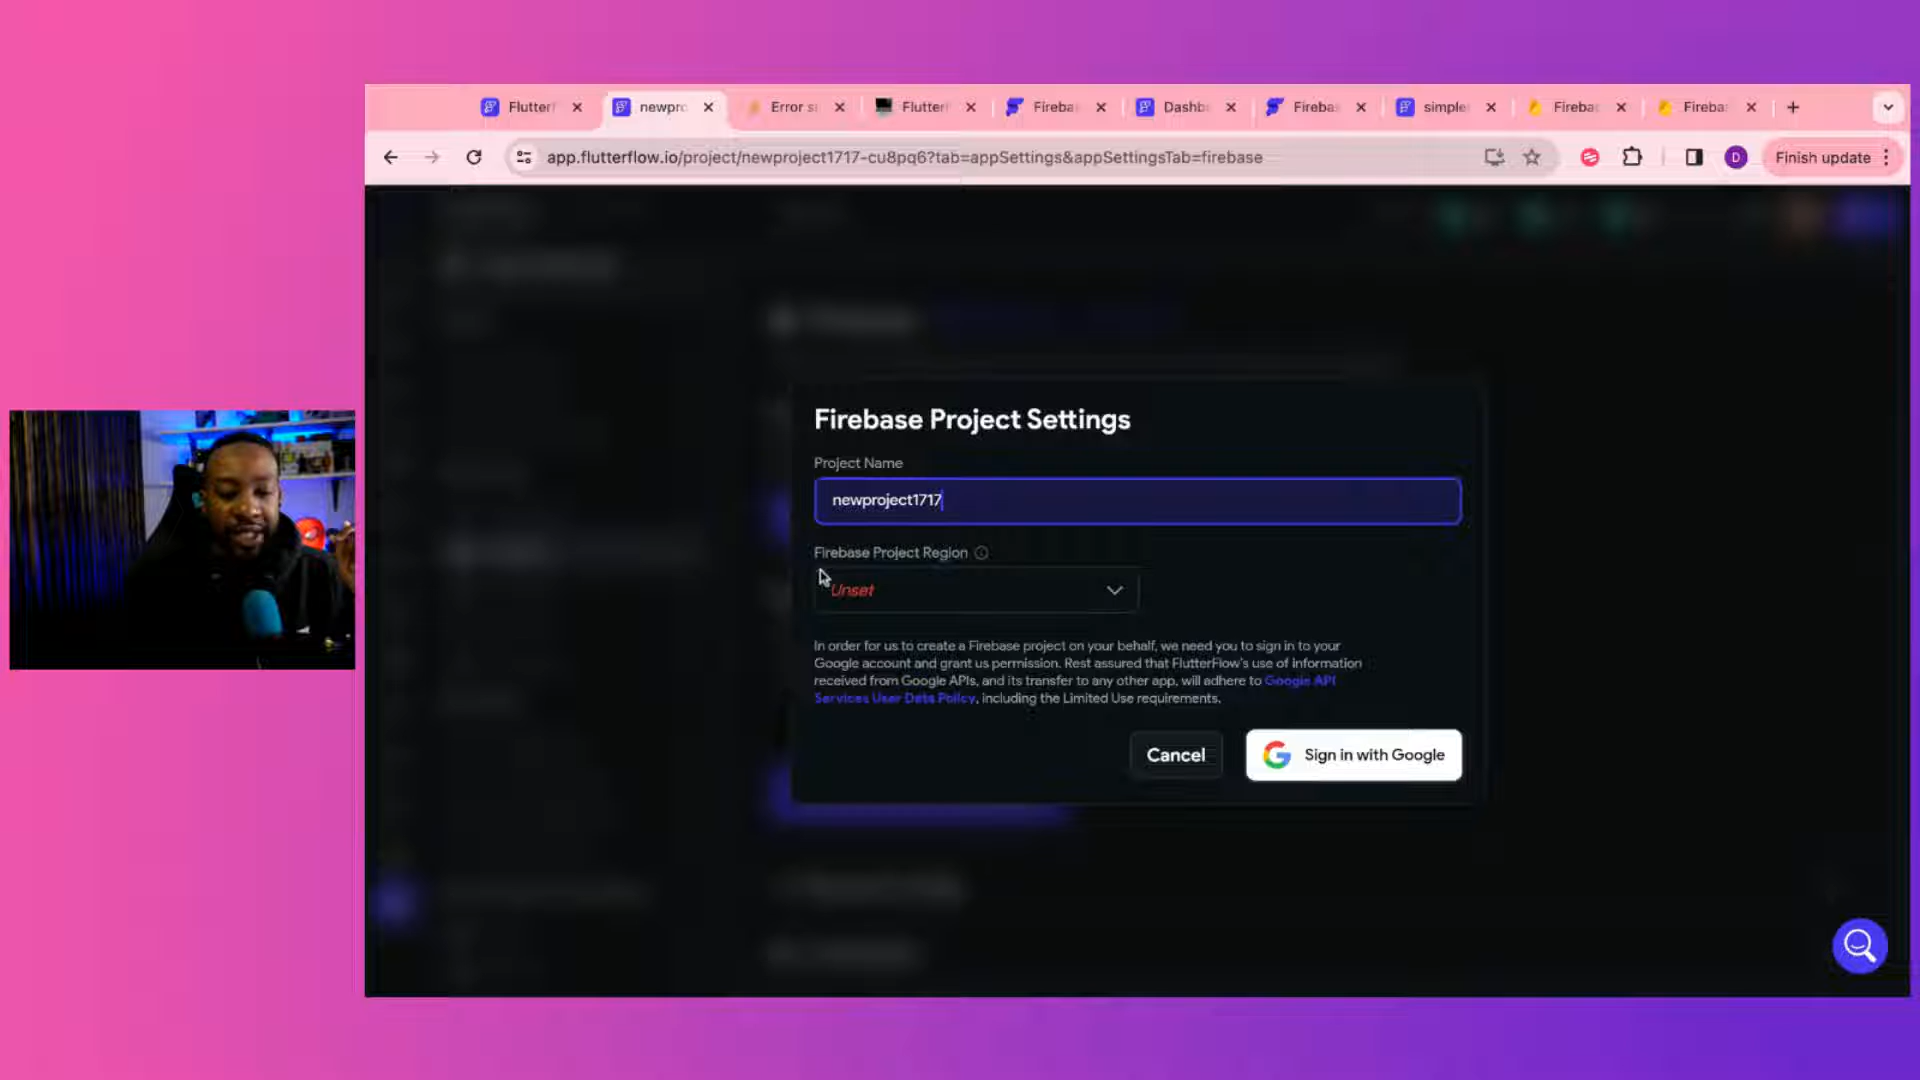 Flutterf
newpro
Error s
Flutterf
Fireba
Dashb
Fireba
simple
Fireba
Fireba
app.flutterflow.io/project/newproject1717-cu8pq6?tab=appSettings&appSettingsTab=firebase
D
Finish update
Firebase Project Settings
Project Name
newproject1717
Firebase Project Region
Unset
In order for us to create a Firebase project on your behalf, we need you to sign in to your
Google account and grant us permission. Rest assured that FlutterFlow's use of information
received from Google APIs, and its transfer to any other app, will adhere to Google API
Services User Data Policy, including the Limited Use requirements.
Cancel
Sign in with Google